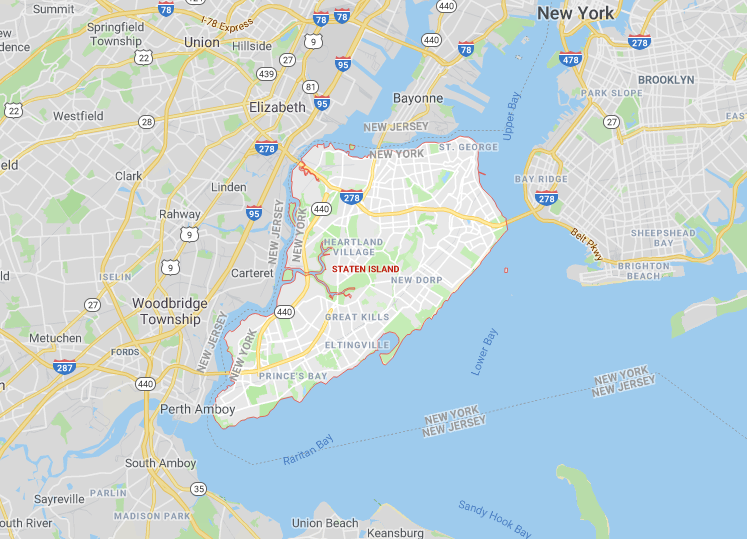 Summit
78
I-78 Express
78
78
440
New York
Springfield
Township
Union
Hillside
9
440
78
278
22
27
95
478
439
BROOKLYN
81
PARK SLOPE
Westfield
Elizabeth
95
Bayonne
Upper Bay
22
28
27
NEW JERSEY
278
NEW YORK
ST. GEORGE
Clark
BAY RIDGE
Linden
278
278
440
95
Rahway
9
NEW JERSEY
NEW YORK
Belt Pkwy
SHEEPSHEAD
BAY
HEARTLAND
VILLAGE
9
ISELIN
Carteret
STATEN ISLAND
BRIGHTON
BEACH
NEW DORP
27
Woodbridge
Township
440
GREAT KILLS
Metuchen
FORDS
NEW JERSEY
NEW YORK
ELTINGVILLE
Lower Bay
287
440
PRINCE'S BAY
NEW YORK
NEW JERSEY
Perth Amboy
NEW YORK
NEW JERSEY
Raritan Bay
South Amboy
35
Sayreville
PARLIN
MADISON PARK
outh River
Union Beach
Keansburg
Sandy Hook Bay